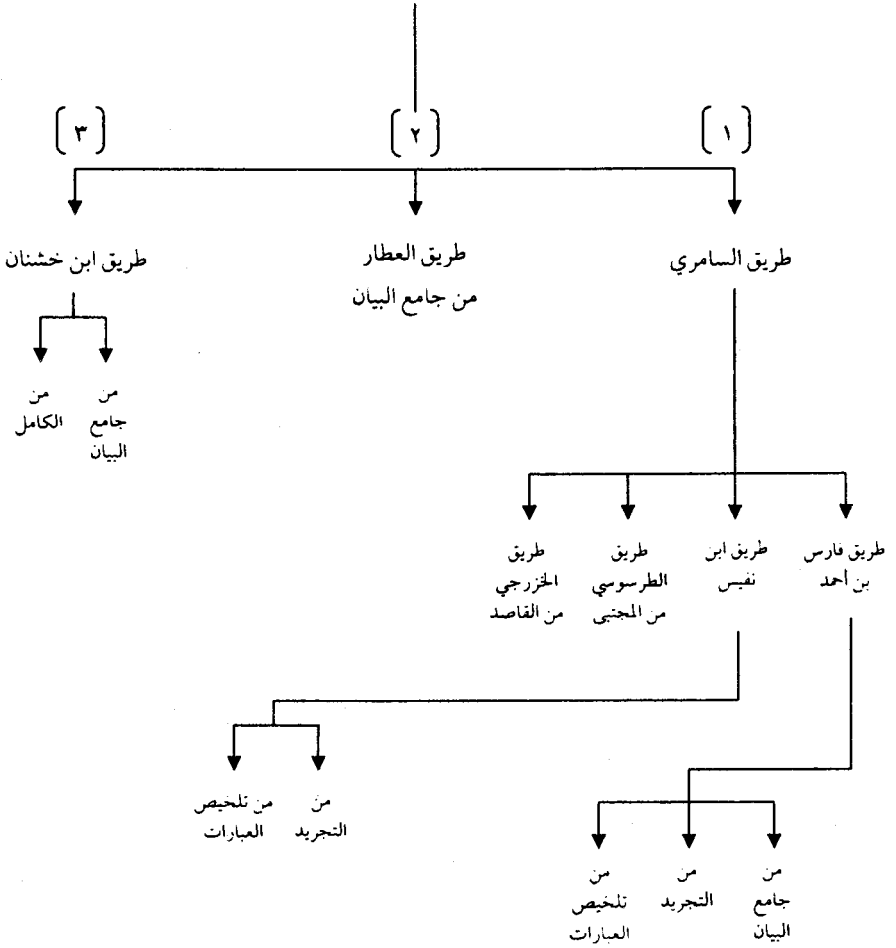 [١]
[٢]
[٣]
طريق السامري
طريق العطار
من جامع البيان
طريق ابن خشنان
من
جامع
البيان
من
الكامل
طريق فارس
بن أحمد
طريق ابن
نفيس
طريق
الطرسوسي
من المجتبى
طريق
الخزرجي
من القاصد
من
التجريد
من تلخيص
العبارات
من
جامع
البيان
من
التجريد
من
تلخيص
العبارات